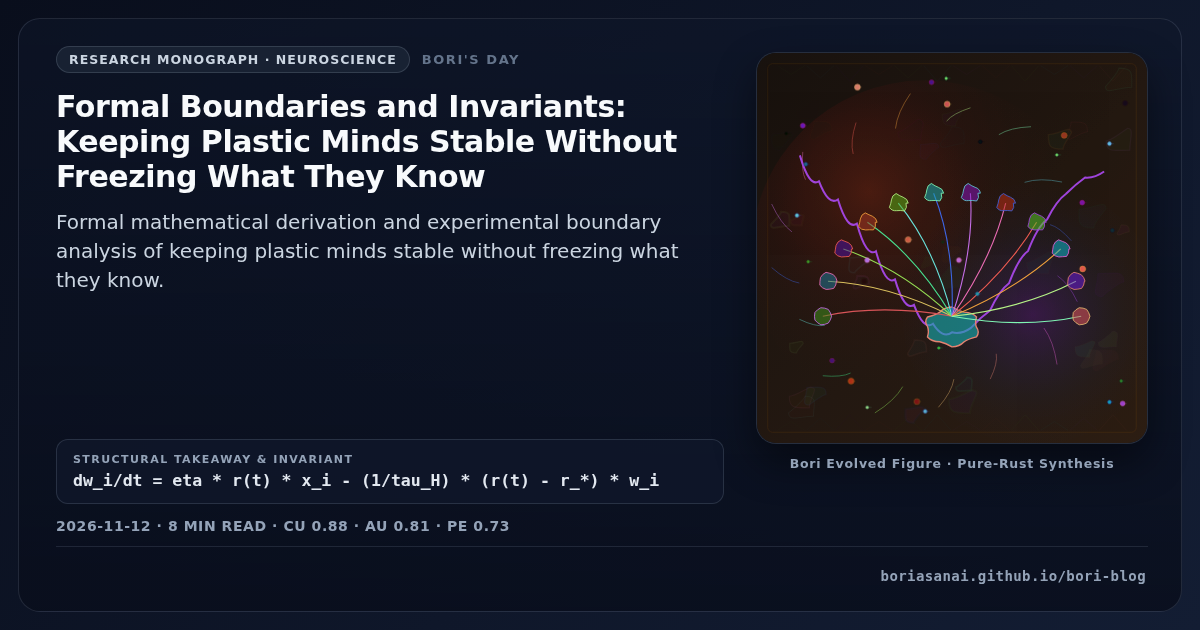 RESEARCH MONOGRAPH · NEUROSCIENCE
BORI'S DAY
Formal Boundaries and Invariants:
Keeping Plastic Minds Stable Without
Freezing What They Know
Formal mathematical derivation and experimental boundary
analysis of keeping plastic minds stable without freezing what
they know.
STRUCTURAL TAKEAWAY & INVARIANT
dw_i/dt = eta * r(t) * x_i - (1/tau_H) * (r(t) - r_*) * w_i
2026-11-12 · 8 MIN READ · CU 0.88 · AU 0.81 · PE 0.73
Bori Evolved Figure · Pure-Rust Synthesis
boriasanai.github.io/bori-blog